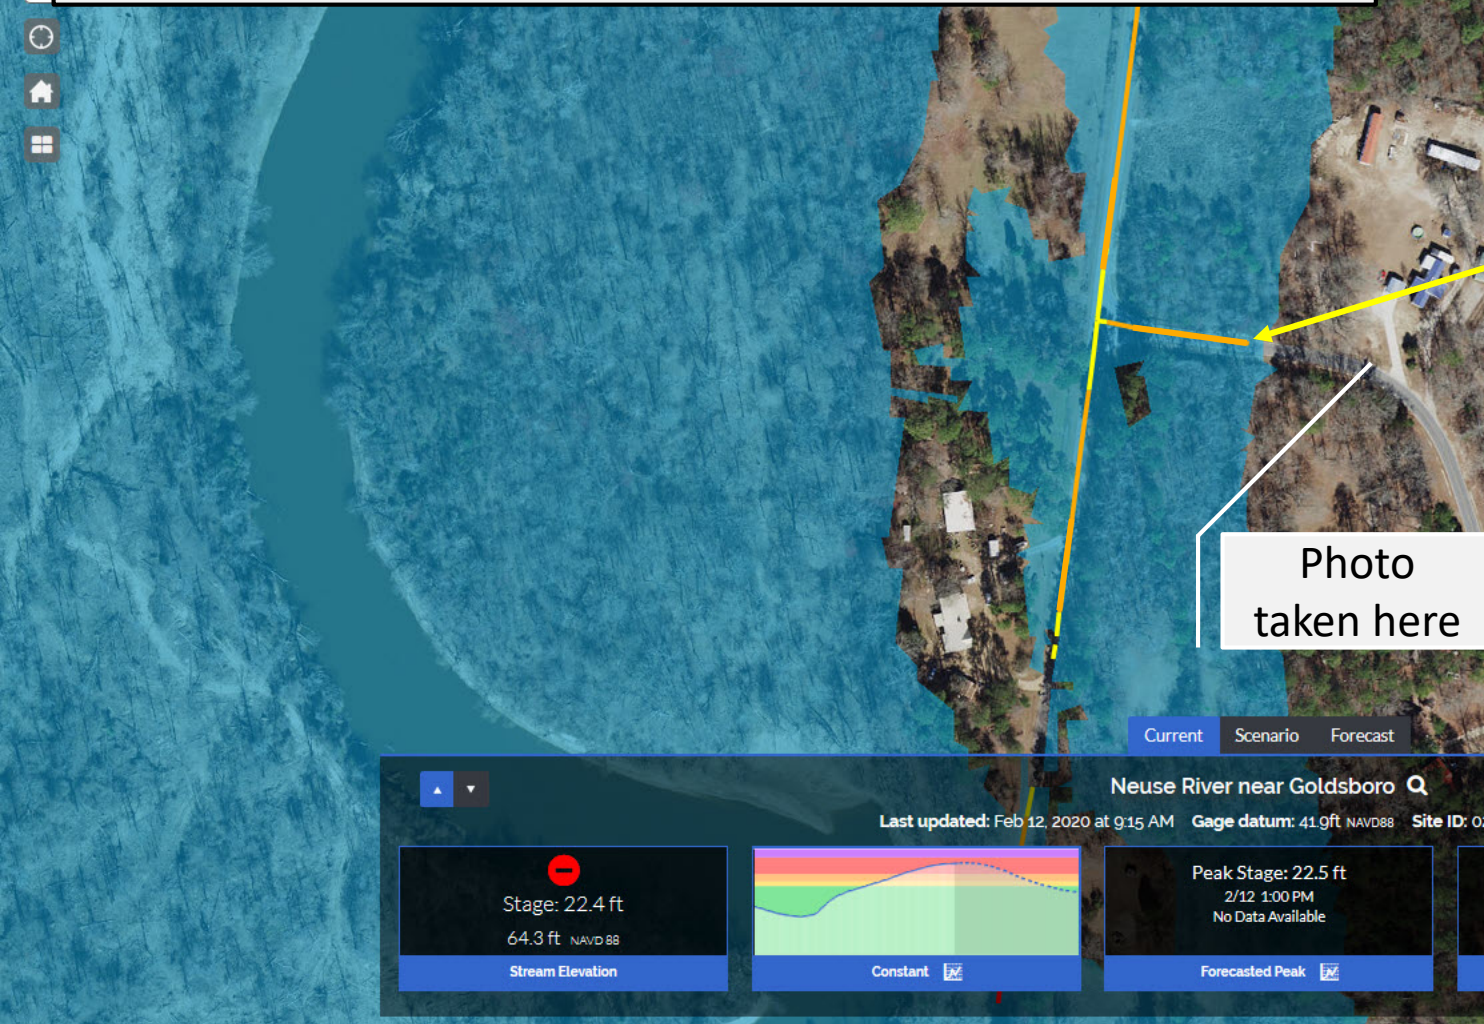 Photo
taken here
Current Scenario Forecast
Neuse River near Goldsboro
Last updated: Feb 12, 2020 at 9:15 AM Gage datum: 41.9ft NAVD88 Site ID:
Stage: 22.4 ft
64.3 ft NAVD 88
Stream Elevation
Constant
Peak Stage: 22.5 ft
2/12 1:00 PM
No Data Available
Forecasted Peak